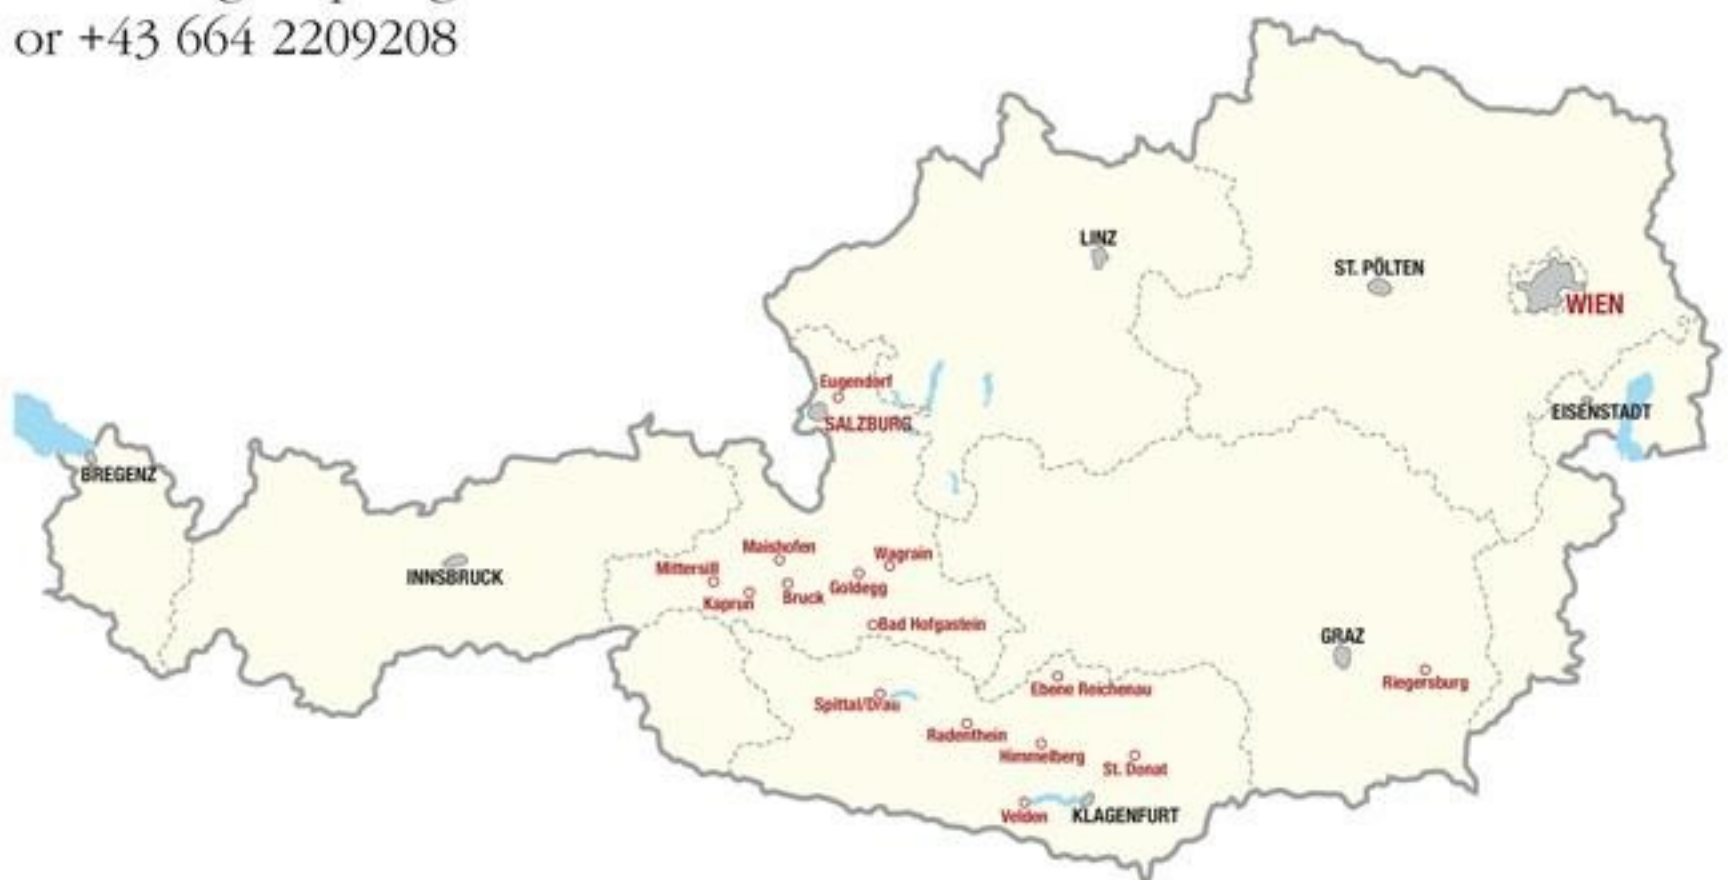 or +43 664 2209208
LINZ
ST. PÖLTEN
WIEN
Eugendorf
SALZBURG
EISENSTADT
BREGENZ
INNSBRUCK
Maishofen
Wagrain
Mittersill
Goldegg
Kaprun
Bruck
Bad Hofgastein
GRAZ
Riegersburg
Ebene Reichenau
Spittal/Drau
Radenthein
Himmelberg
St. Donat
Velden
KLAGENFURT